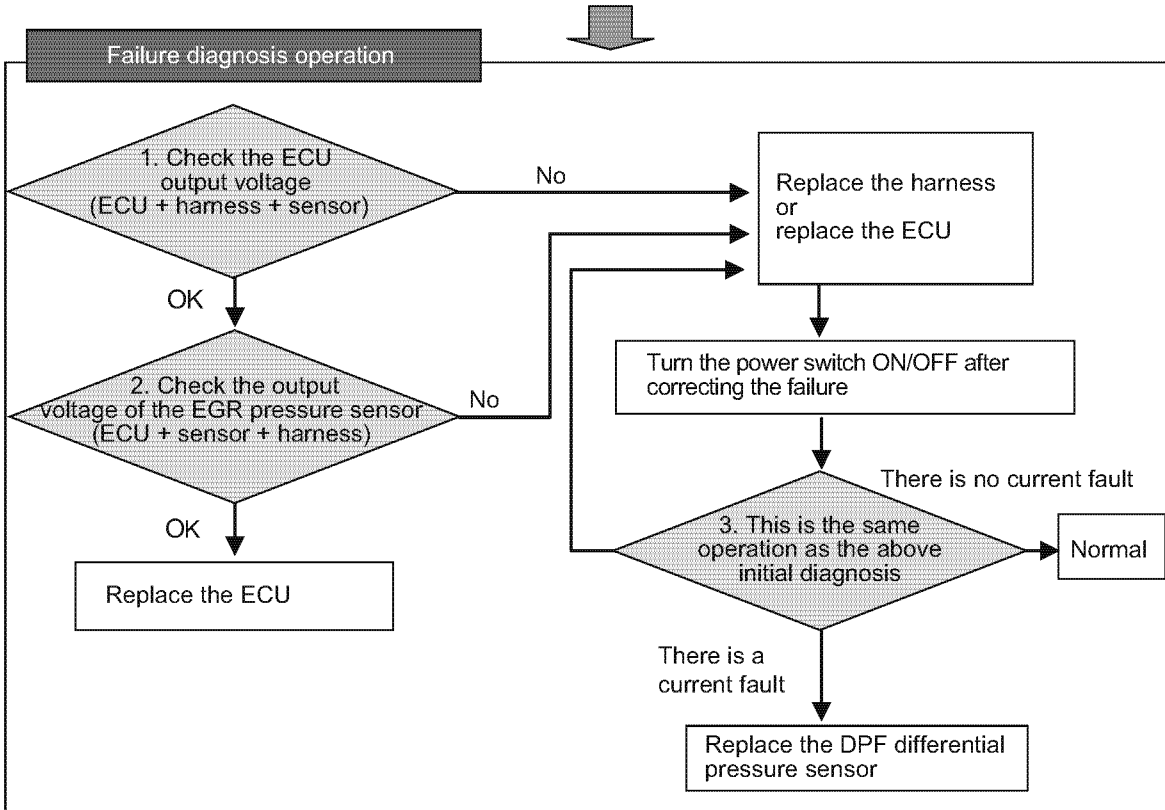 Failure diagnosis operation
1. Check the ECU
output voltage
(ECU + harness + sensor)
No
Replace the harness
or
replace the ECU
OK
Turn the power switch ON/OFF after
correcting the failure
2. Check the output
voltage of the EGR pressure sensor
(ECU + sensor + harness)
No
There is no current fault
OK
3. This is the same
operation as the above
initial diagnosis
Normal
Replace the ECU
There is a
current fault
Replace the DPF differential
pressure sensor